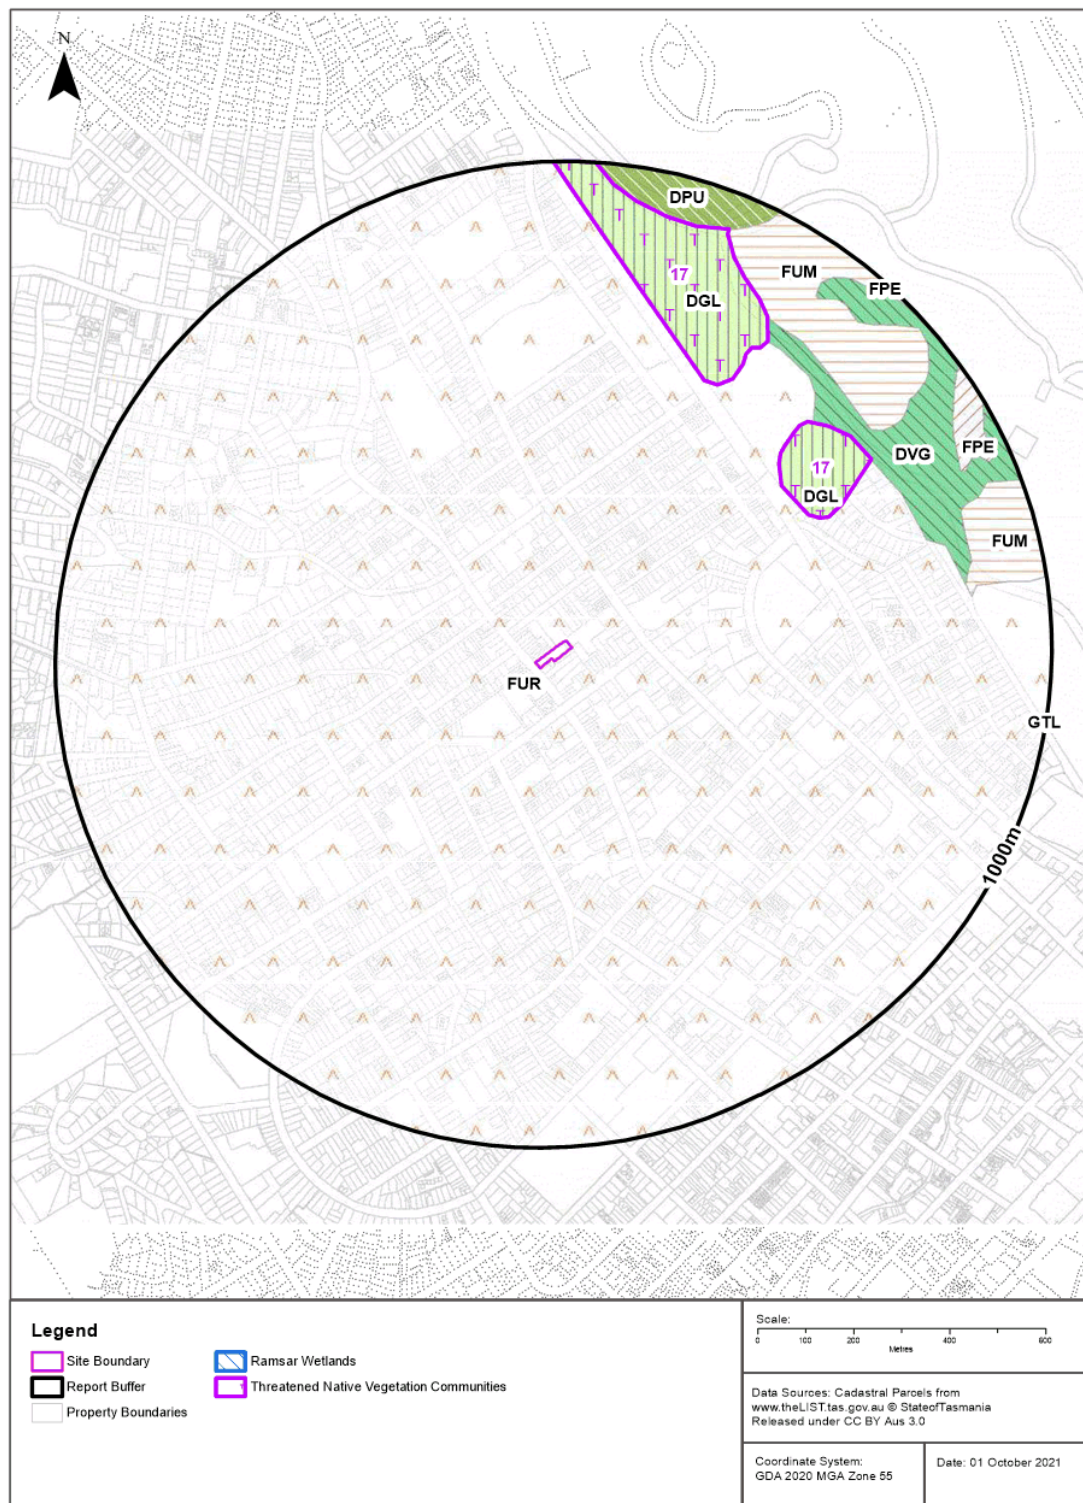 N
DPU
17
DGL
FUM
FPE
17
DGL
DVG
FPE
FUM
FUR
GTL
1000m
Legend
Site Boundary
Report Buffer
Property Boundaries
Ramsar Wetlands
Threatened Native Vegetation Communities
Scale:
0 100 200 400 600
Metres
Data Sources: Cadastral Parcels from
www.theLIST.tas.gov.au © StateofTasmania
Released under CC BY Aus 3.0
Coordinate System:
GDA 2020 MGA Zone 55
Date: 01 October 2021